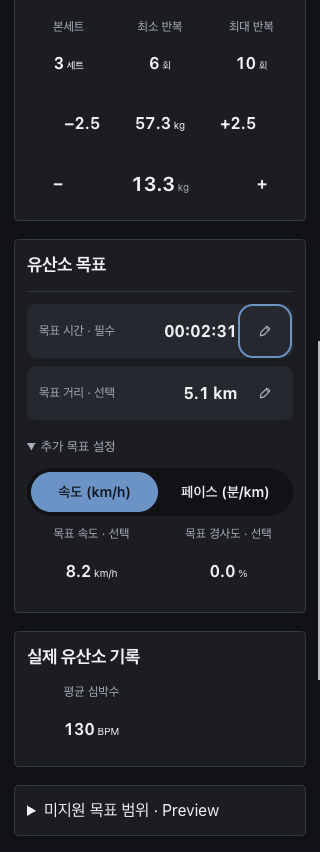 본세트 최소 반복 최대 반복
3 세트 6 회 10 회
−2.5 57.3 kg +2.5
− 13.3 kg +
유산소 목표
목표 시간 · 필수 00:02:31
목표 거리 · 선택 5.1 km
▼ 추가 목표 설정
속도 (km/h) 페이스 (분/km)
목표 속도 · 선택 목표 경사도 · 선택
8.2 km/h 0.0 %
실제 유산소 기록
평균 심박수
130 BPM
▶ 미지원 목표 범위 · Preview